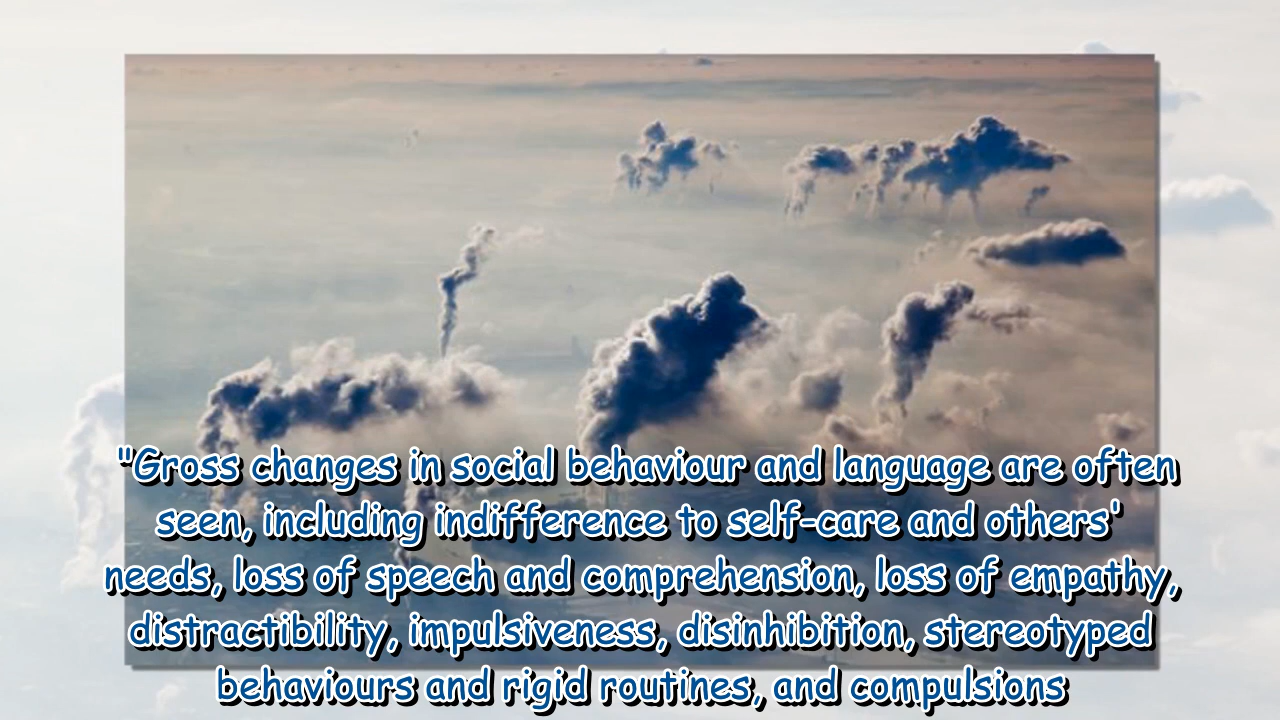 "Gross changes in social behaviour and language are often
seen, including indifference to self-care and others'
needs, loss of speech and comprehension, loss of empathy,
distractibility, impulsiveness, disinhibition, stereotyped
behaviours and rigid routines, and compulsions